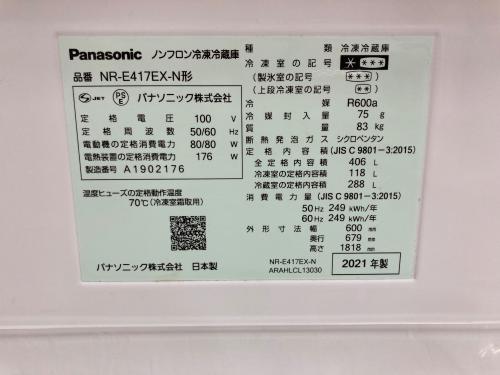 Panasonic ノンフロン冷凍冷蔵庫
品番 NR-E417EX-N形
JET PS E パナソニック株式会社
定格電圧 100 V
定格周波数 50/60 Hz
電動機の定格消費電力 80/80 W
電熱装置の定格消費電力 176 W
製造番号 A1902176
温度ヒューズの定格動作温度
70℃(冷凍室霜取用)
パナソニック株式会社 日本製
種類 冷凍冷蔵庫
冷凍室の記号 ****
(製氷室の記号 ***)
(上段冷凍室の記号 **)
冷媒 R600a
冷媒封入量 75 g
質量 83 kg
断熱発泡ガス シクロペンタン
定格内容積 (JIS C 9801-3:2015)
全定格内容積 406 L
冷凍室の定格内容積 118 L
冷蔵室の定格内容積 288 L
消費電力量 (JIS C 9801-3:2015)
50Hz 249 kWh/年
60Hz 249 kWh/年
外形寸法 幅 600 mm
奥行 679 mm
高さ 1818 mm
NR-E417EX-N
ARAHLCL13030
2021年製